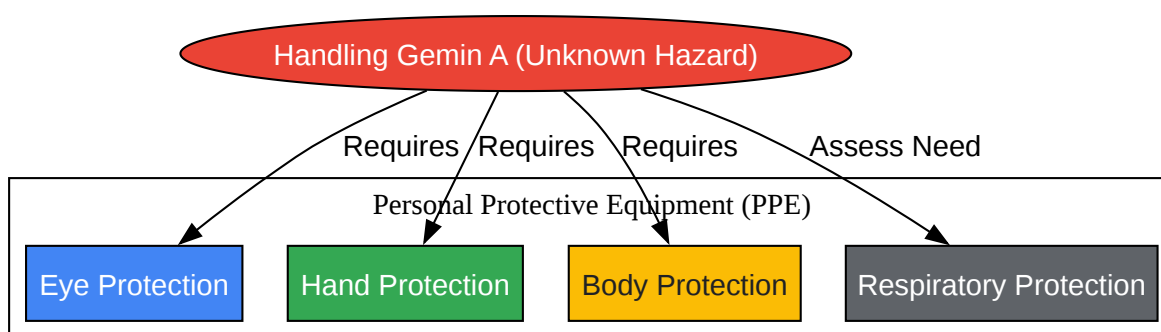 Handling Gemin A (Unknown Hazard)
Requires
Requires
Requires
Assess Need
Personal Protective Equipment (PPE)
Eye Protection
Hand Protection
Body Protection
Respiratory Protection